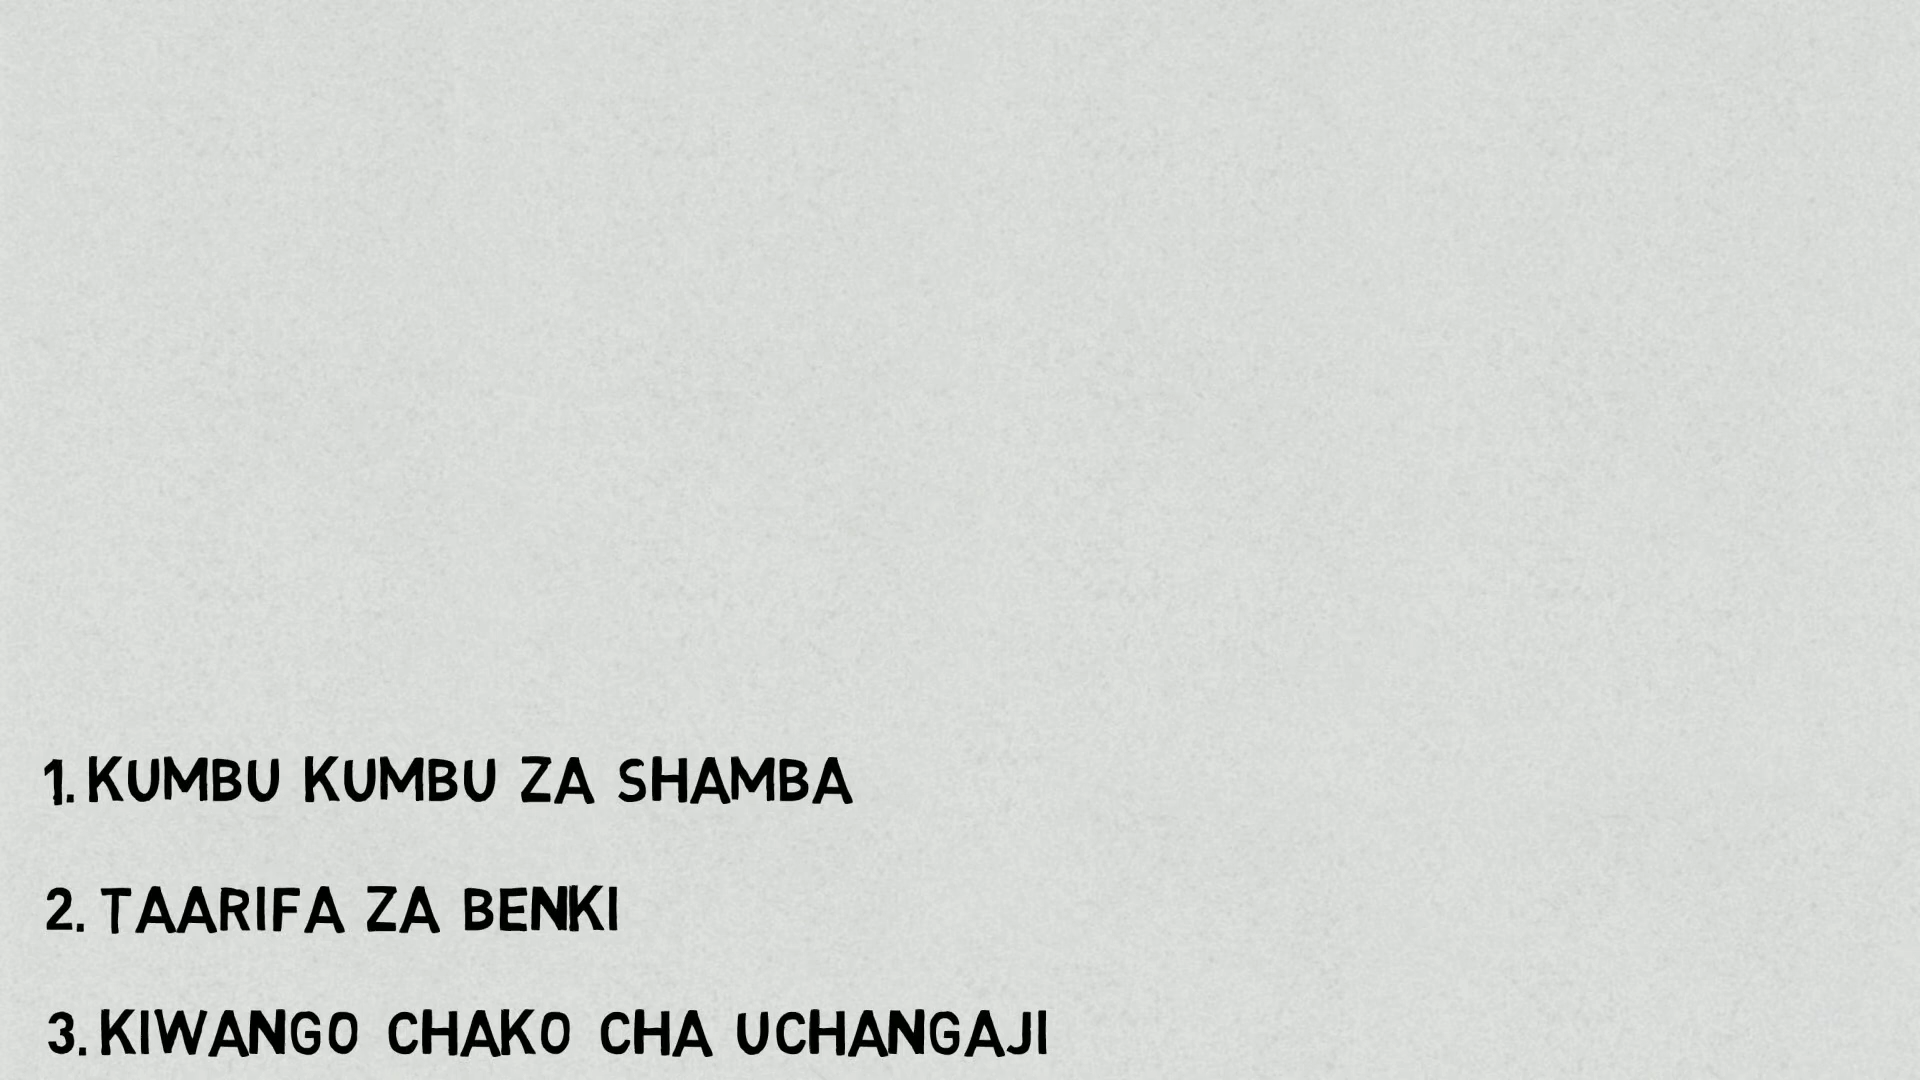 1. KUMBU KUMBU ZA SHAMBA
2. TAARIFA ZA BENKI
3. KIWANGO CHAKO CHA UCHANGAJI